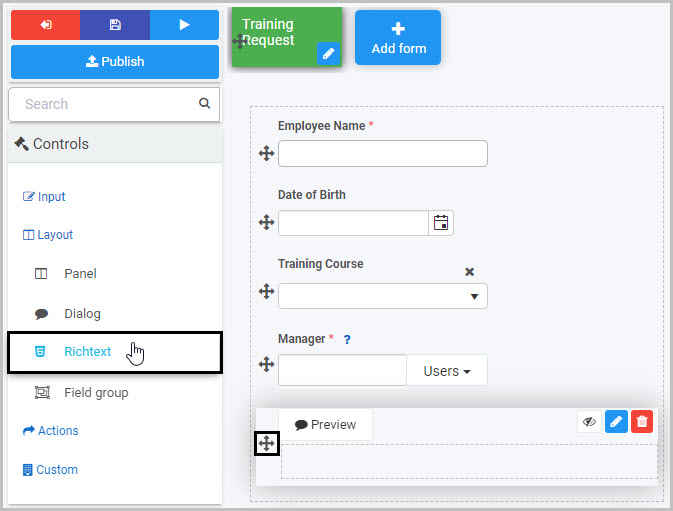 Publish
Search
Controls
Input
Layout
Panel
Dialog
Richtext
Field group
Actions
Custom
Training
Request
Add form
Employee Name *
Date of Birth
Training Course
Manager * ?
Users
Preview